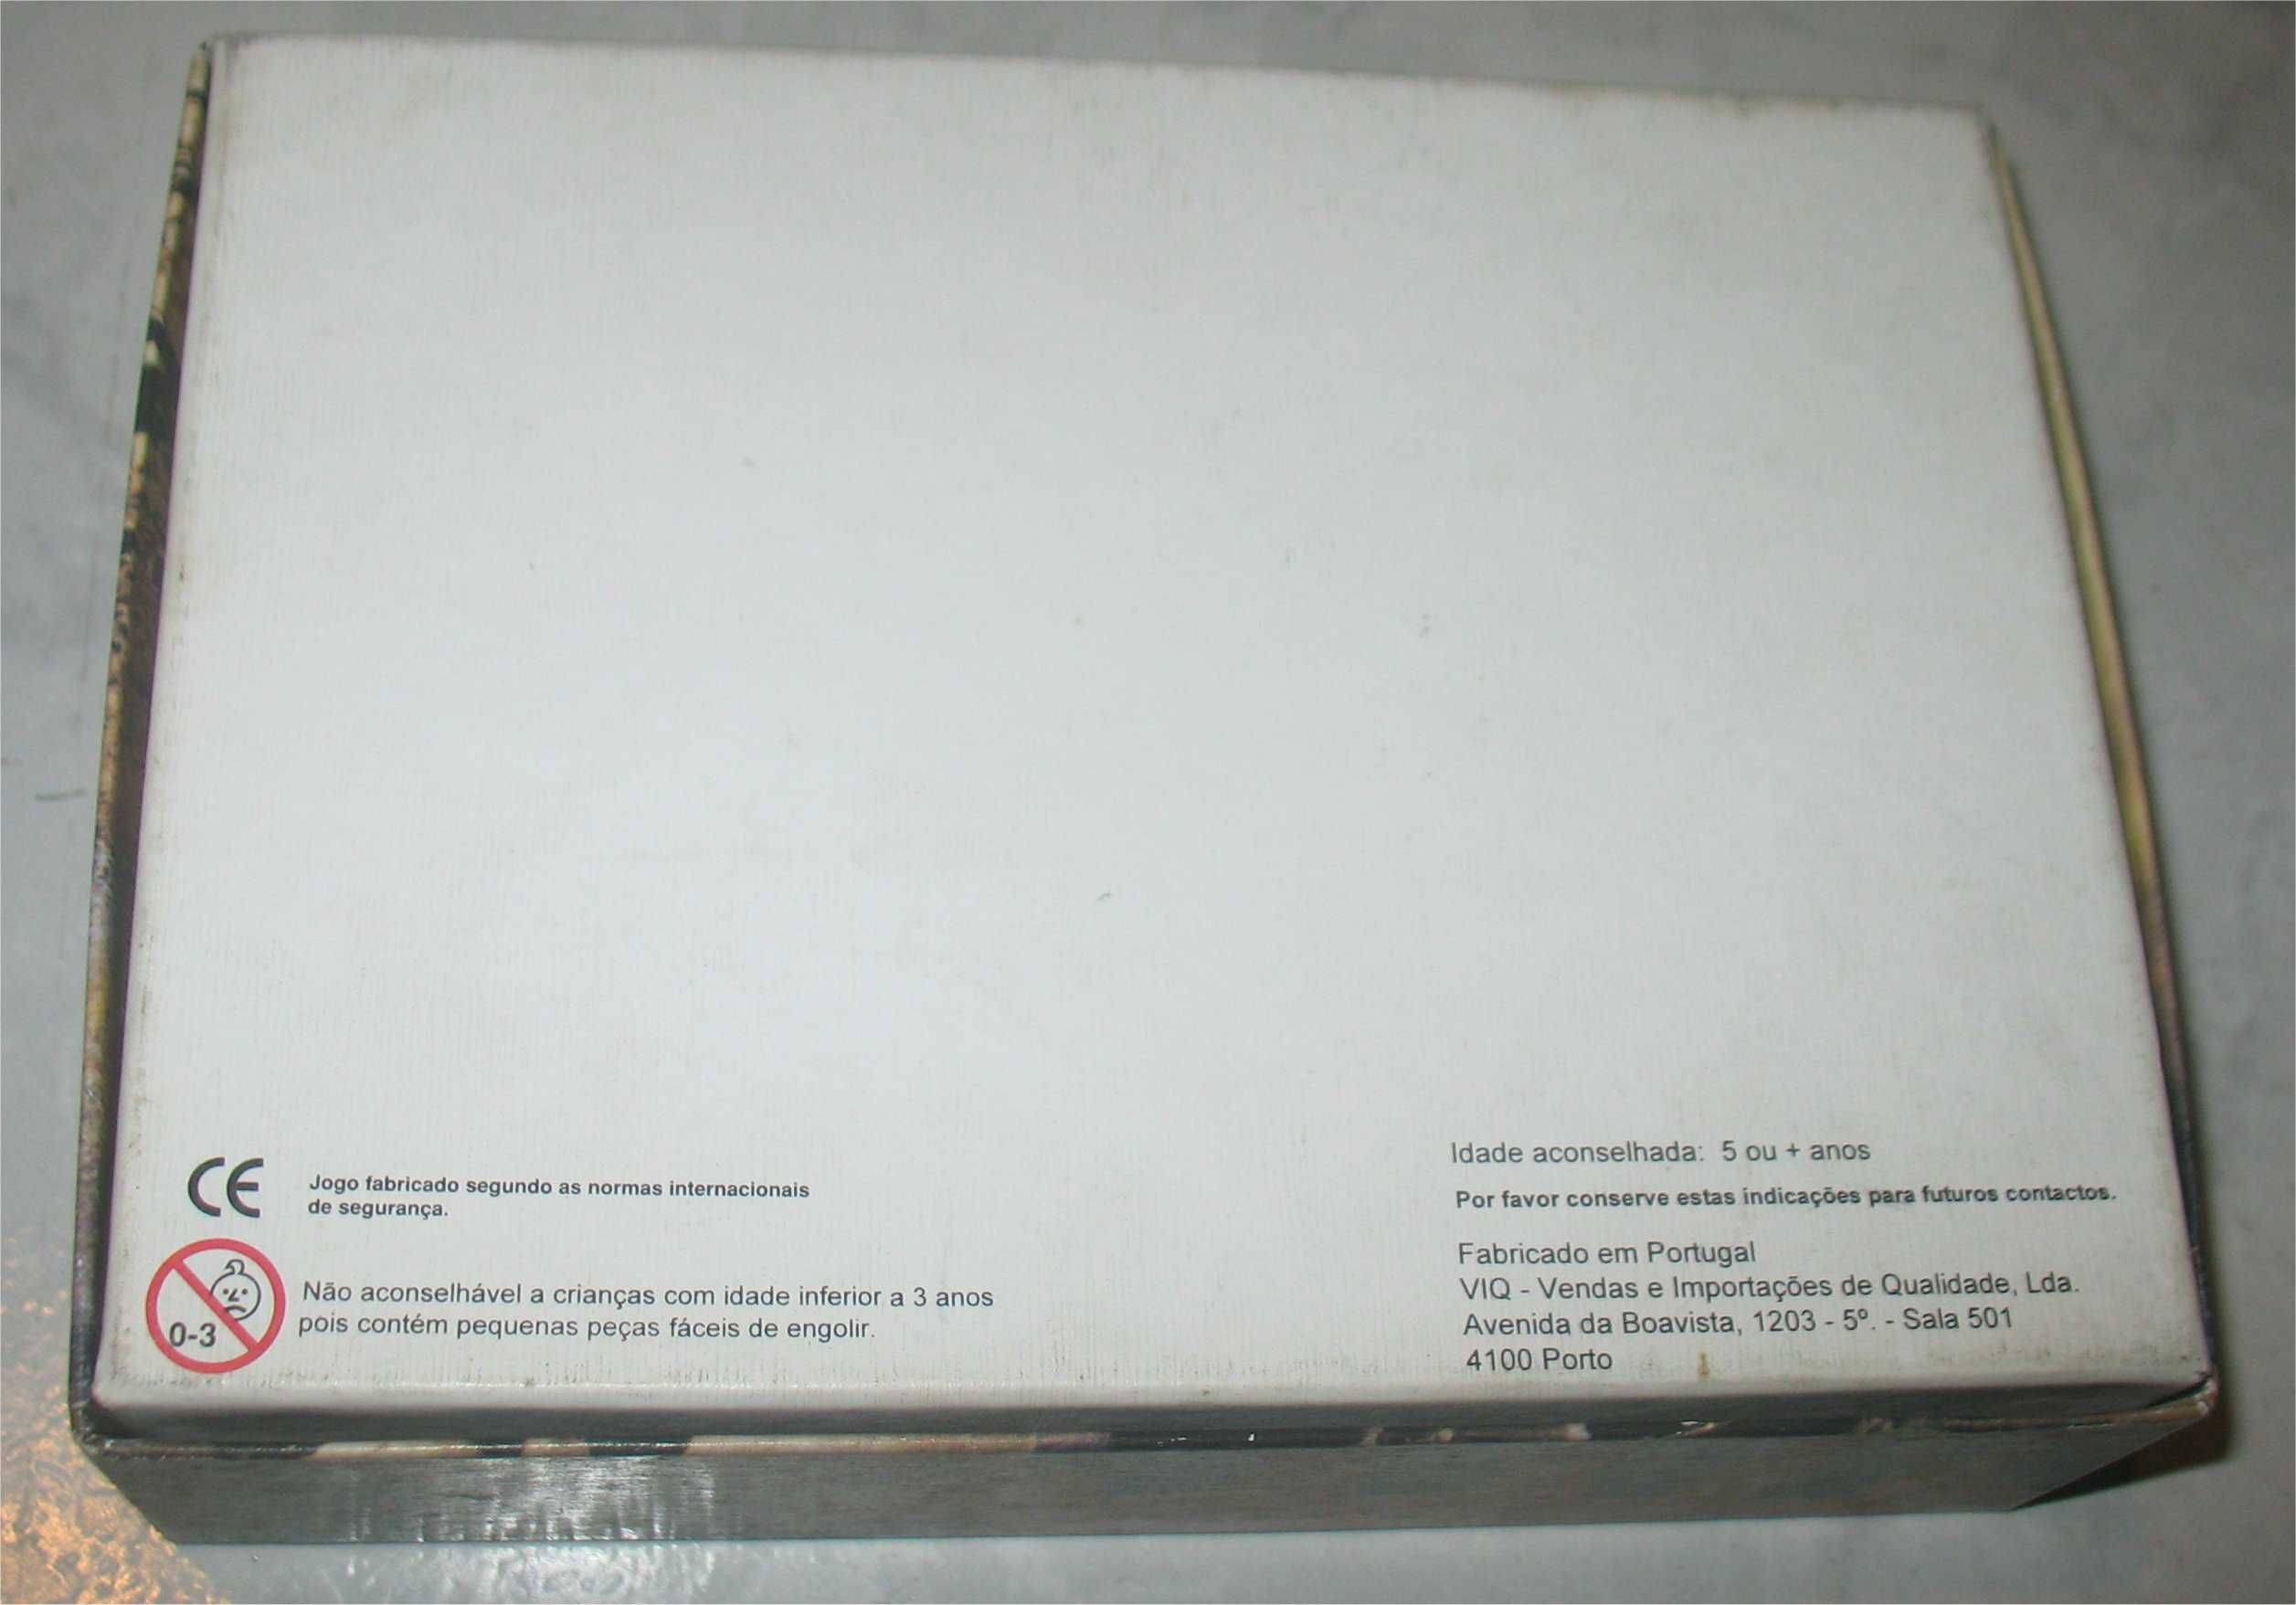 CE
Jogo fabricado segundo as normas internacionais
de segurança.
0-3
Não aconselhável a crianças com idade inferior a 3 anos
pois contém pequenas peças fáceis de engolir.
Idade aconselhada: 5 ou + anos
Por favor conserve estas indicações para futuros contactos.
Fabricado em Portugal
VIQ - Vendas e Importações de Qualidade, Lda.
Avenida da Boavista, 1203 - 5º. - Sala 501
4100 Porto